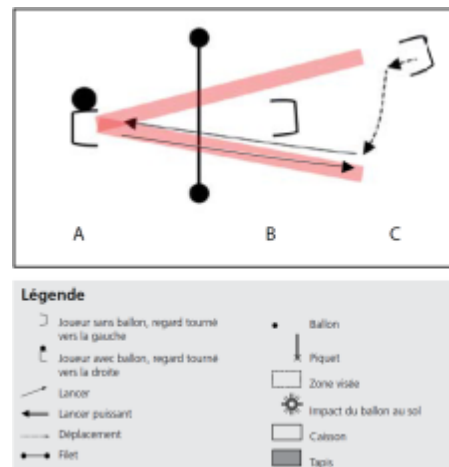 A B C
Légende
Joueur sans ballon, regard tourné
vers la gauche
Joueur avec ballon, regard tourné
vers la droite
Lancer
Lancer puissant
Déplacement
Filet
Ballon
Piquet
Zone visée
Impact du ballon au sol
Caisson
Tapis